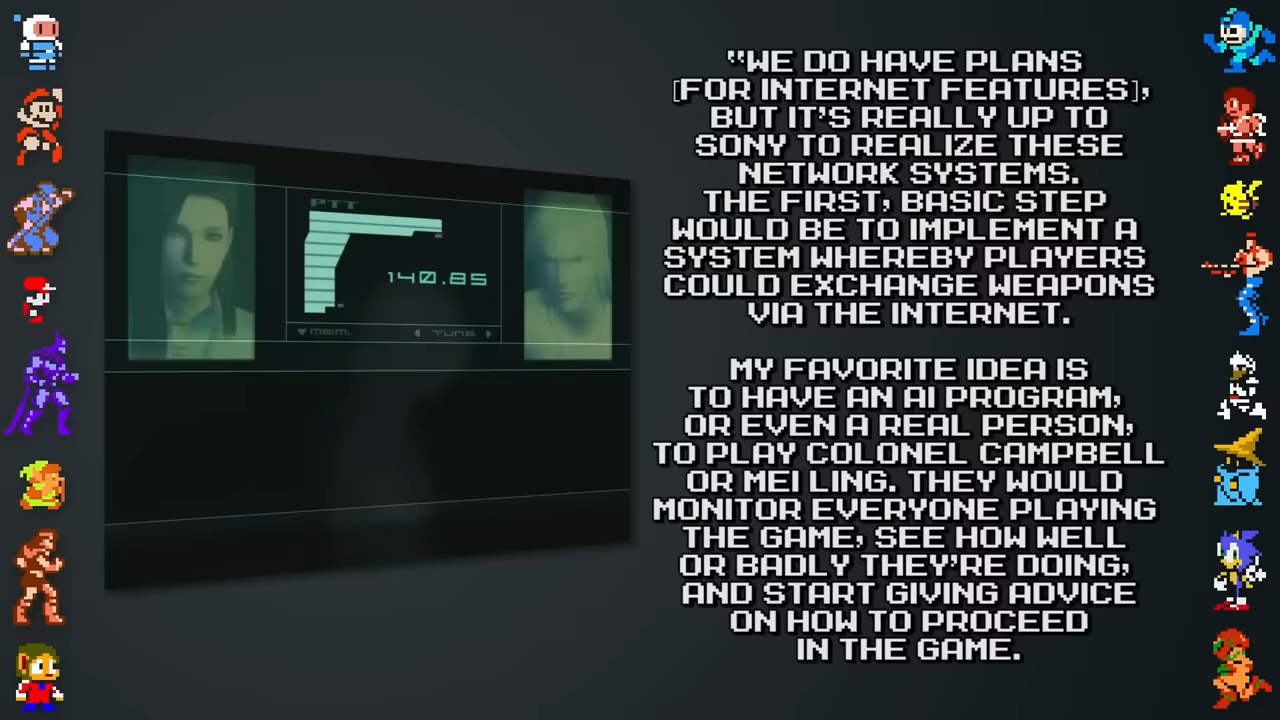 PTT
140.85
MEM.
TUNE
"WE DO HAVE PLANS
[FOR INTERNET FEATURES],
BUT IT'S REALLY UP TO
SONY TO REALIZE THESE
NETWORK SYSTEMS.
THE FIRST, BASIC STEP
WOULD BE TO IMPLEMENT A
SYSTEM WHEREBY PLAYERS
COULD EXCHANGE WEAPONS
VIA THE INTERNET.
MY FAVORITE IDEA IS
TO HAVE AN AI PROGRAM,
OR EVEN A REAL PERSON,
TO PLAY COLONEL CAMPBELL
OR MEI LING. THEY WOULD
MONITOR EVERYONE PLAYING
THE GAME, SEE HOW WELL
OR BADLY THEY'RE DOING,
AND START GIVING ADVICE
ON HOW TO PROCEED
IN THE GAME.